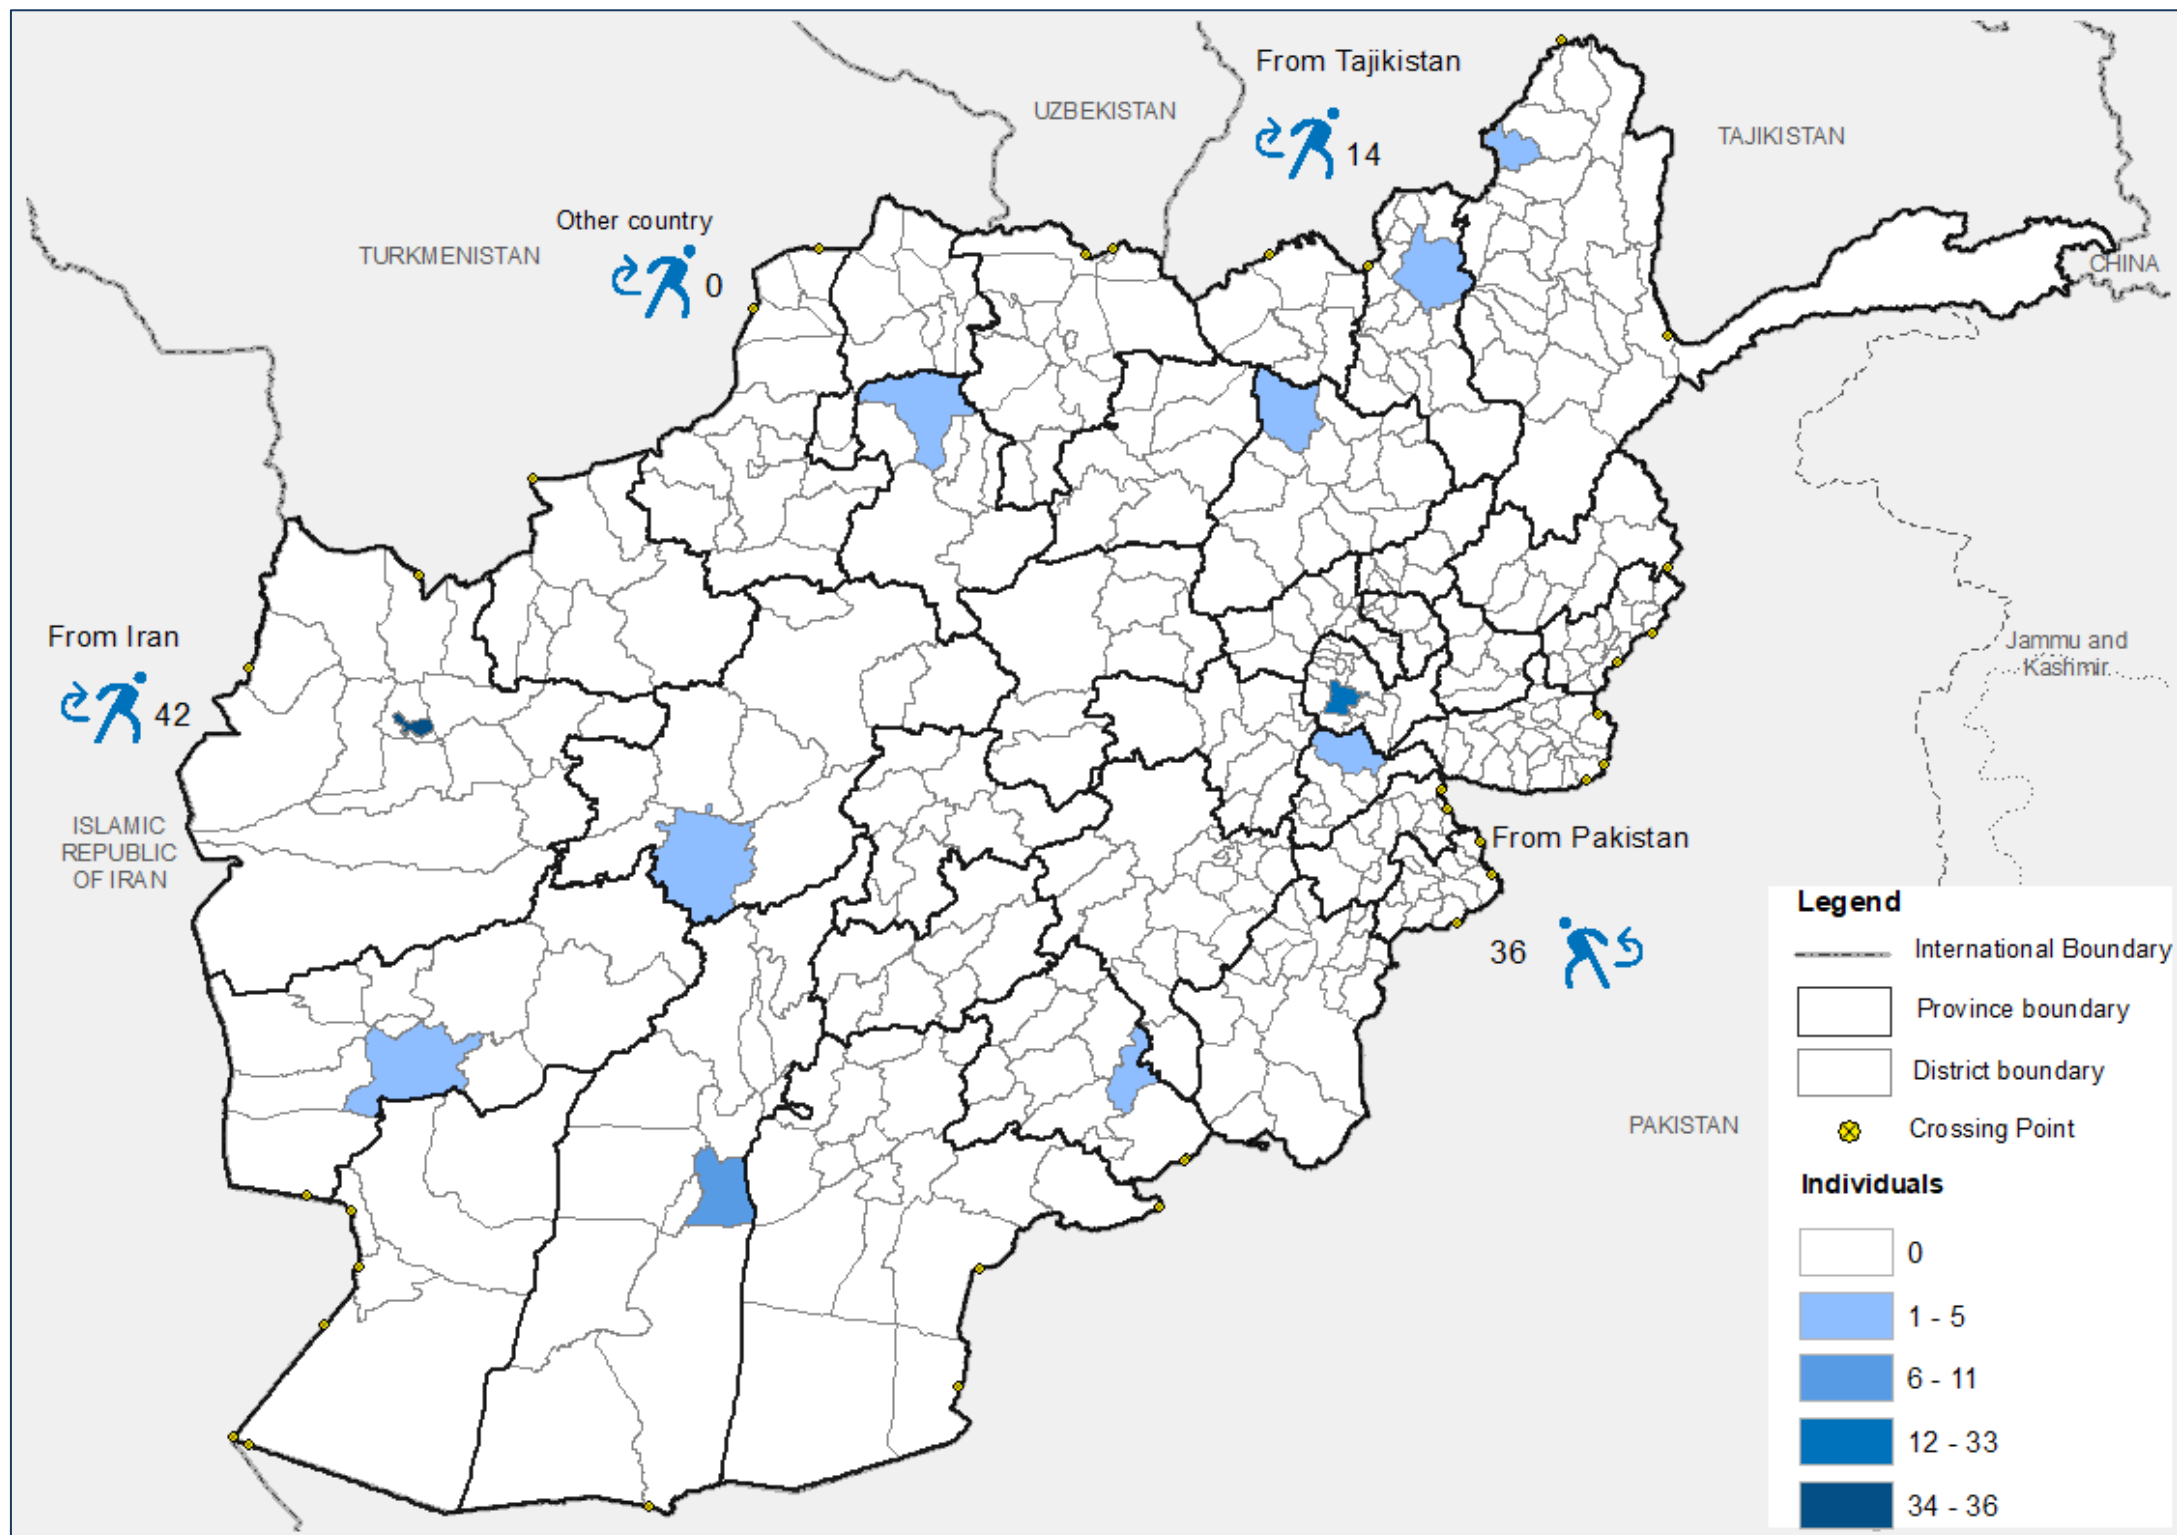 From Tajikistan
UZBEKISTAN
TAJIKISTAN
14
Other country
TURKMENISTAN
0
CHINA
From Iran
42
Jammu and
Kashmir
ISLAMIC
REPUBLIC
OF IRAN
From Pakistan
36
PAKISTAN
Legend
International Boundary
Province boundary
District boundary
Crossing Point
Individuals
0
1 - 5
6 - 11
12 - 33
34 - 36